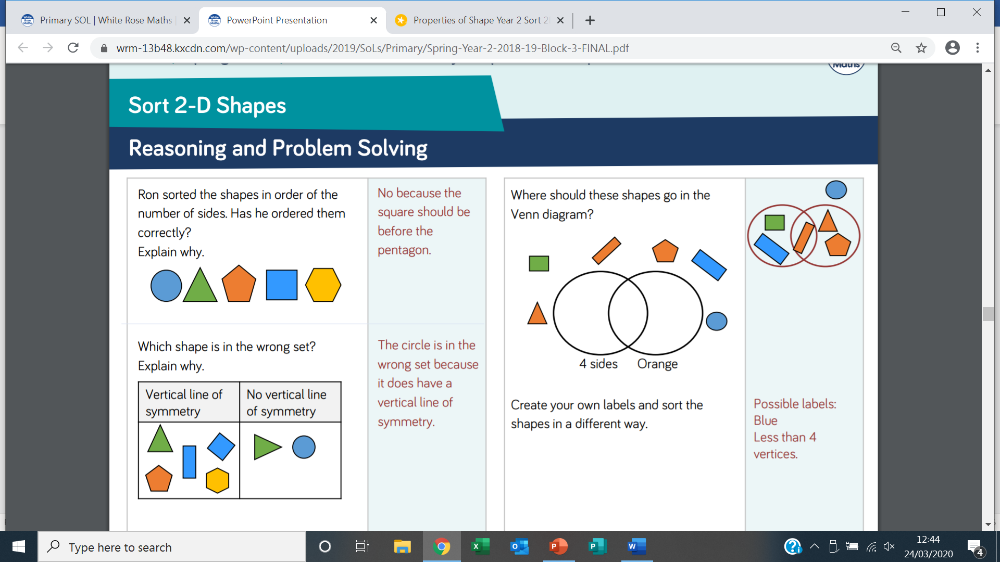 Primary SOL | White Rose Maths |
PowerPoint Presentation
Properties of Shape Year 2 Sort 2
wrm-13b48.kxcdn.com/wp-content/uploads/2019/SoLs/Primary/Spring-Year-2-2018-19-Block-3-FINAL.pdf
Maths
Sort 2-D Shapes
Reasoning and Problem Solving
Ron sorted the shapes in order of the
number of sides. Has he ordered them
correctly?
Explain why.
No because the
square should be
before the
pentagon.
Which shape is in the wrong set?
Explain why.
Vertical line of
symmetry
No vertical line
of symmetry
The circle is in the
wrong set because
it does have a
vertical line of
symmetry.
Where should these shapes go in the
Venn diagram?
4 sides
Orange
Create your own labels and sort the
shapes in a different way.
Possible labels:
Blue
Less than 4
vertices.
Type here to search
12:44
24/03/2020
4